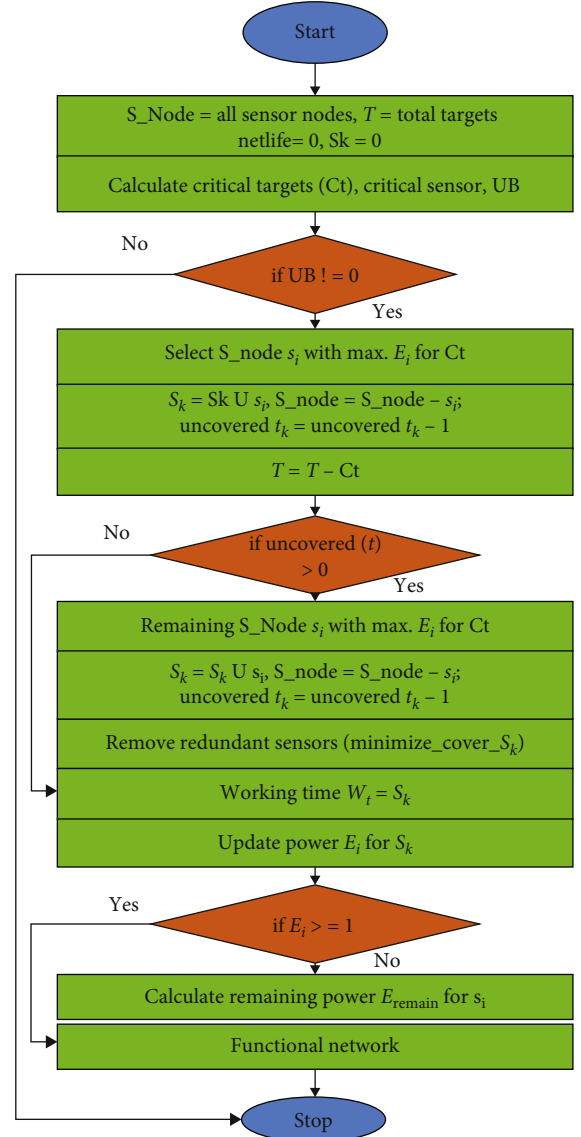 Start
S_Node = all sensor nodes, T = total targets
netlife= 0, Sk = 0
Calculate critical targets (Ct), critical sensor, UB
No
if UB ! = 0
Yes
Select S_node s_i with max. E_i for Ct
S_k = Sk U s_i, S_node = S_node – s_i;
uncovered t_k = uncovered t_k – 1
T = T – Ct
No
if uncovered (t)
> 0
Yes
Remaining S_Node s_i with max. E_i for Ct
S_k = S_k U s_i, S_node = S_node – s_i;
uncovered t_k = uncovered t_k – 1
Remove redundant sensors (minimize_cover_S_k)
Working time W_t = S_k
Update power E_i for S_k
Yes
if E_i > = 1
No
Calculate remaining power E_remain for s_i
Functional network
Stop